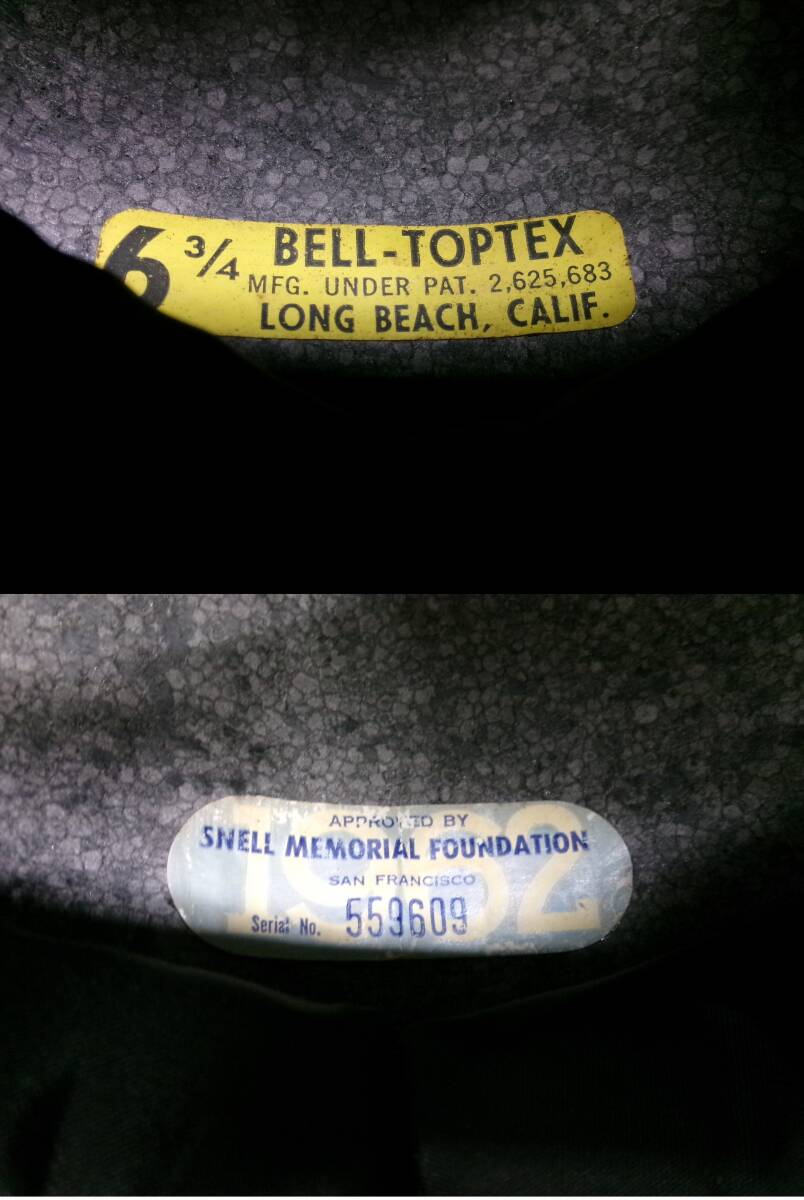 6 3/4 BELL-TOPTEX
MFG. UNDER PAT. 2,625,683
LONG BEACH, CALIF.
1962
APPROVED BY
SNELL MEMORIAL FOUNDATION
SAN FRANCISCO
Serial No. 559609